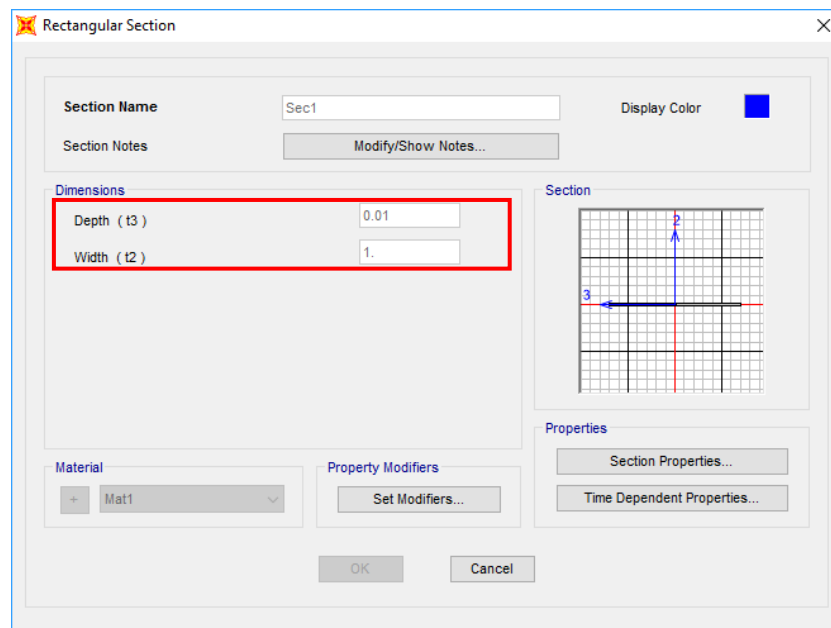 Rectangular Section
Section Name
Sec1
Display Color
Section Notes
Modify/Show Notes...
Dimensions
Depth ( t3 )
0.01
Width ( t2 )
1.
Section
2
3
Properties
Section Properties...
Time Dependent Properties...
Material
+
Mat1
Property Modifiers
Set Modifiers...
OK
Cancel